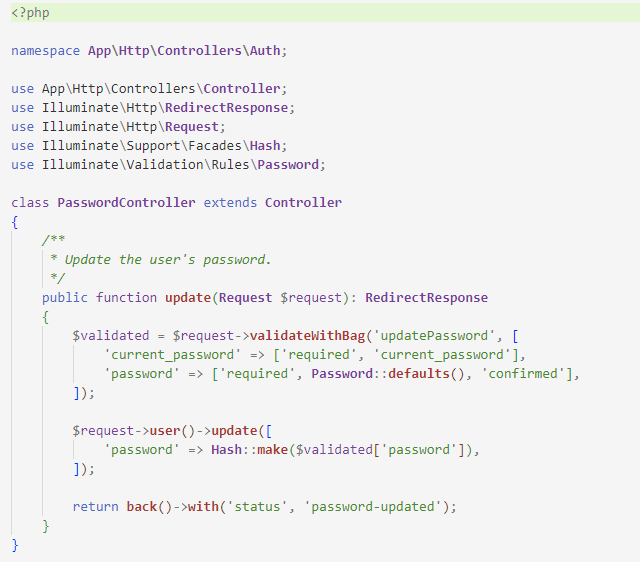 <?php

namespace App\Http\Controllers\Auth;

use App\Http\Controllers\Controller;
use Illuminate\Http\RedirectResponse;
use Illuminate\Http\Request;
use Illuminate\Support\Facades\Hash;
use Illuminate\Validation\Rules\Password;

class PasswordController extends Controller
{
    /**
     * Update the user's password.
     */
    public function update(Request $request): RedirectResponse
    {
        $validated = $request->validateWithBag('updatePassword', [
            'current_password' => ['required', 'current_password'],
            'password' => ['required', Password::defaults(), 'confirmed'],
        ]);

        $request->user()->update([
            'password' => Hash::make($validated['password']),
        ]);

        return back()->with('status', 'password-updated');
    }
}